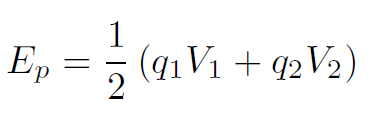 E_p = \frac{1}{2} (q_1 V_1 + q_2 V_2)